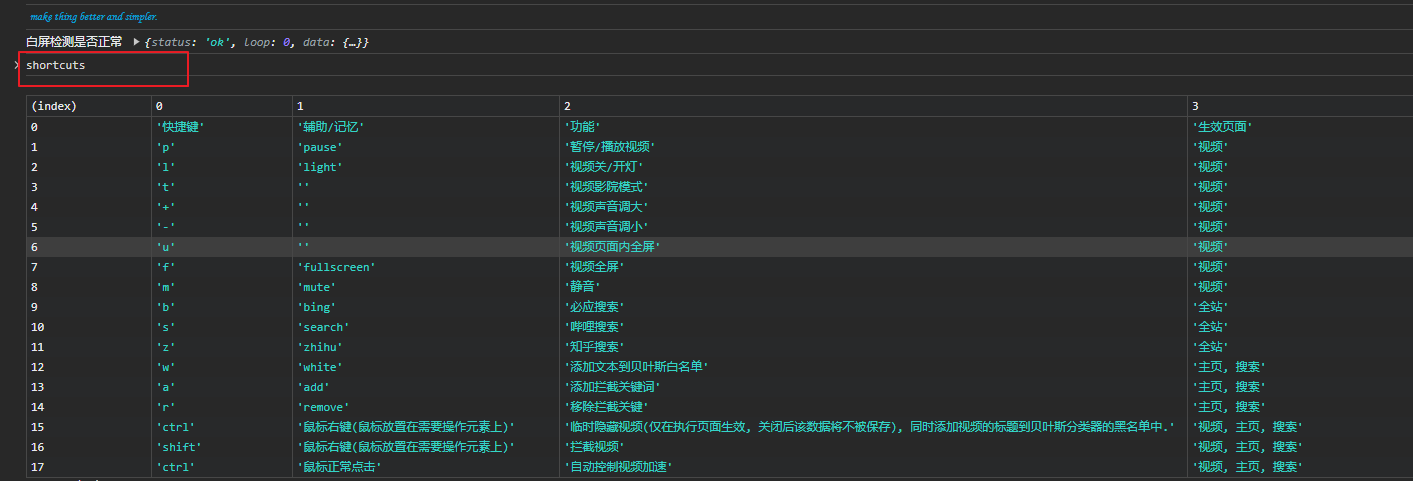 make thing better and simpler.
白屏检测是否正常 ▶ {status: 'ok', loop: 0, data: {…}}
> shortcuts
(index) 0 1 2 3
0 '快捷键' '辅助/记忆' '功能' '生效页面'
1 'p' 'pause' '暂停/播放视频' '视频'
2 'l' 'light' '视频关/开灯' '视频'
3 't' '' '视频影院模式' '视频'
4 '+' '' '视频声音调大' '视频'
5 '-' '' '视频声音调小' '视频'
6 'u' '' '视频页面内全屏' '视频'
7 'f' 'fullscreen' '视频全屏' '视频'
8 'm' 'mute' '静音' '视频'
9 'b' 'bing' '必应搜索' '全站'
10 's' 'search' '哔哩搜索' '全站'
11 'z' 'zhihu' '知乎搜索' '全站'
12 'w' 'white' '添加文本到贝叶斯白名单' '主页, 搜索'
13 'a' 'add' '添加拦截关键词' '主页, 搜索'
14 'r' 'remove' '移除拦截关键' '主页, 搜索'
15 'ctrl' '鼠标右键(鼠标放置在需要操作元素上)' '临时隐藏视频(仅在执行页面生效, 关闭后该数据将不被保存), 同时添加视频的标题到贝叶斯分类器的黑名单中.' '视频, 主页, 搜索'
16 'shift' '鼠标右键(鼠标放置在需要操作元素上)' '拦截视频' '视频, 主页, 搜索'
17 'ctrl' '鼠标正常点击' '自动控制视频加速' '视频, 主页, 搜索'